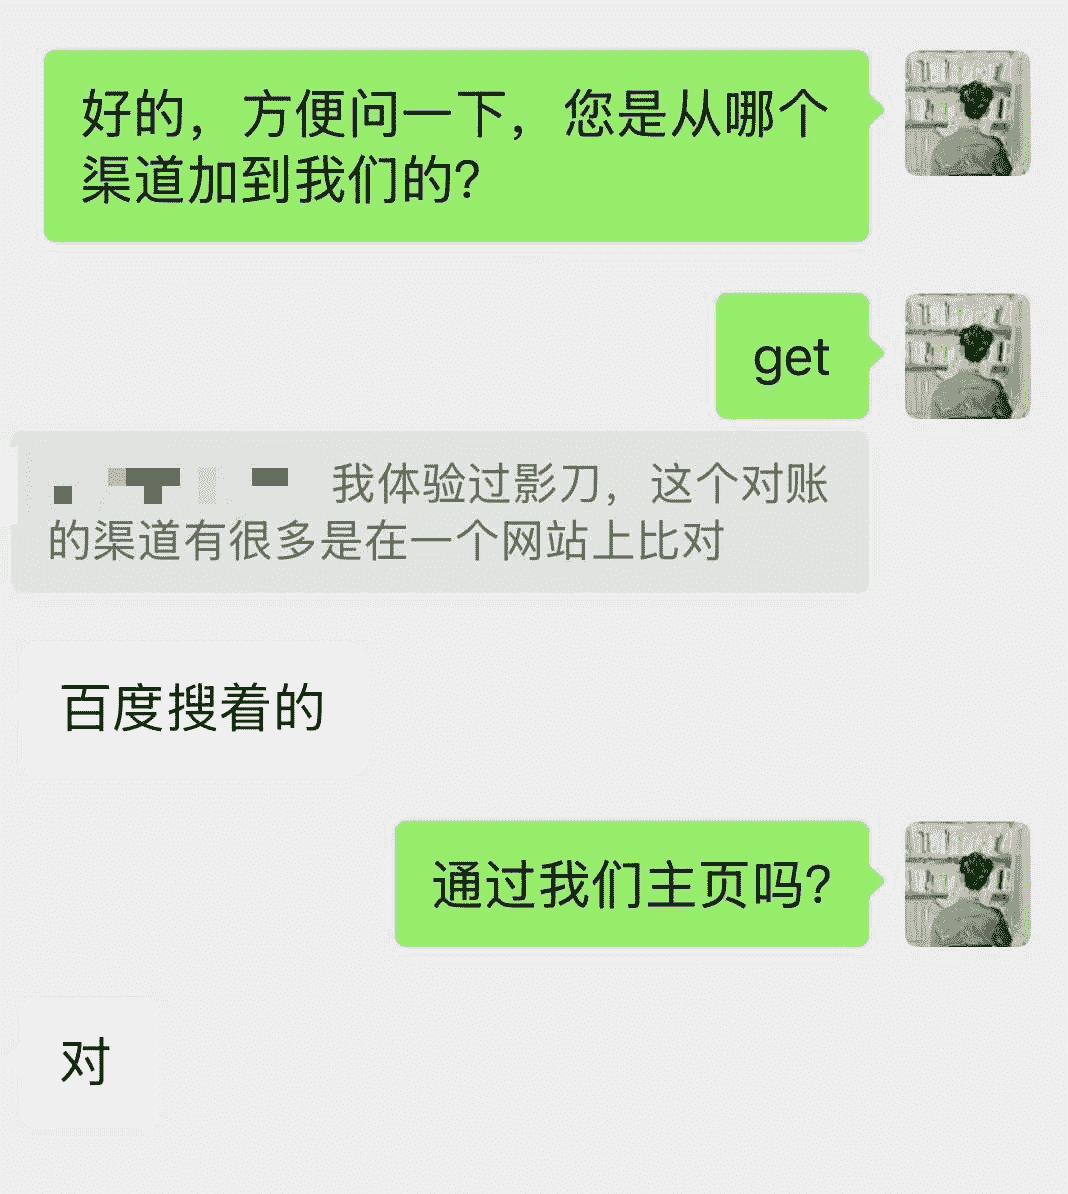 好的，方便问一下，您是从哪个
渠道加到我们的？
get
我体验过影刀，这个对账
的渠道有很多是在一个网站上比对
百度搜着的
通过我们主页吗？
对